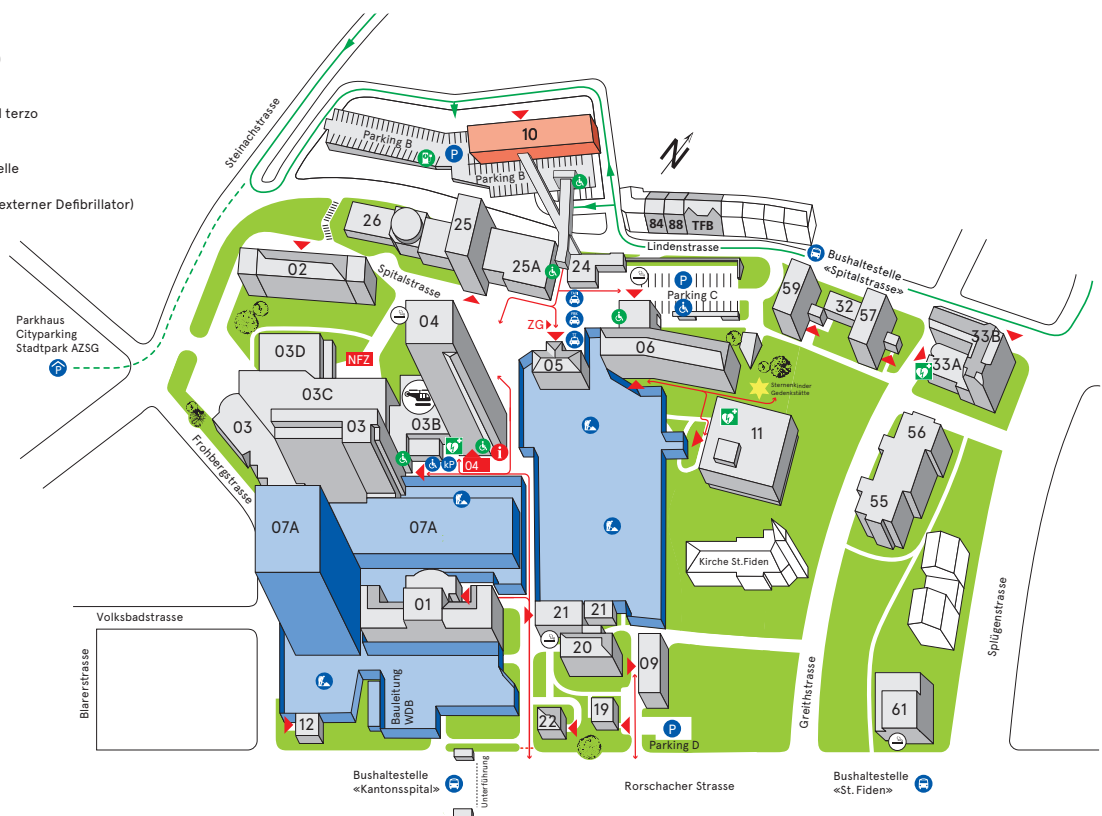 l terzo
elle
externer Defibrillator)
Steinachstrasse
Parking B
P
10
Parking B
N
84 88 TFB
Lindenstrasse
Bushaltestelle
«Spitalstrasse»
26
25
25A
24
02
Spitalstrasse
P
Parking C
59
32
57
33B
33A
Parkhaus
Cityparking
Stadtpark AZSG
P
04
ZG
NFZ
03D
05
06
Sternenkinder
Gedenkstätte
03C
03
03
03B
kP
04
i
11
56
55
Frohbergstrasse
07A
07A
Kirche St.Fiden
01
21
21
20
09
Volksbadstrasse
Blarerstrasse
Bauleitung
WDB
12
22
19
P
Parking D
61
Greithstrasse
Splügenstrasse
Unterführung
Bushaltestelle
«Kantonsspital»
Rorschacher Strasse
Bushaltestelle
«St. Fiden»